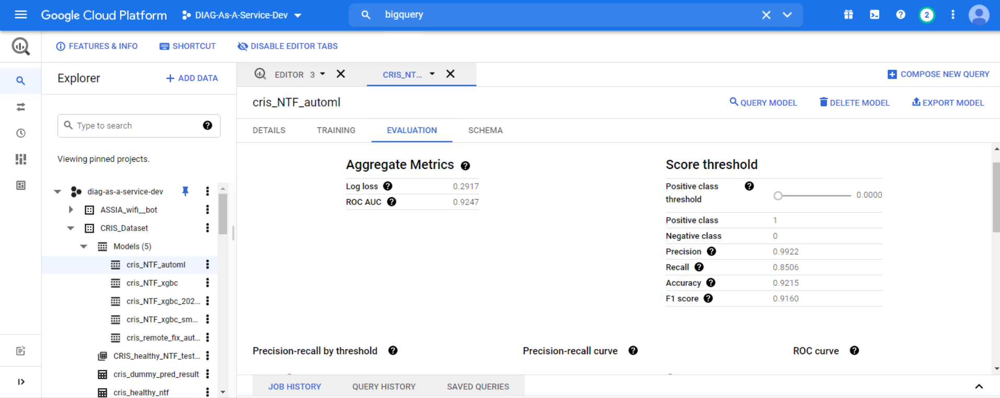 Google Cloud Platform DIAG-As-A-Service-Dev bigquery 2
FEATURES & INFO SHORTCUT DISABLE EDITOR TABS
Explorer ADD DATA
Type to search
Viewing pinned projects.
diag-as-a-service-dev
ASSIA_wifi__bot
CRIS_Dataset
Models (5)
cris_NTF_automl
cris_NTF_xgbc
cris_NTF_xgbc_202...
cris_NTF_xgbc_sm...
cris_remote_fix_aut...
CRIS_healthy_NTF_test...
cris_dummy_pred_result
cris_healthy_ntf
EDITOR 3 CRIS_NT... COMPOSE NEW QUERY
cris_NTF_automl QUERY MODEL DELETE MODEL EXPORT MODEL
DETAILS TRAINING EVALUATION SCHEMA
Aggregate Metrics
Log loss 0.2917
ROC AUC 0.9247
Score threshold
Positive class threshold 0.0000
Positive class 1
Negative class 0
Precision 0.9922
Recall 0.8506
Accuracy 0.9215
F1 score 0.9160
Precision-recall by threshold Precision-recall curve ROC curve
JOB HISTORY QUERY HISTORY SAVED QUERIES